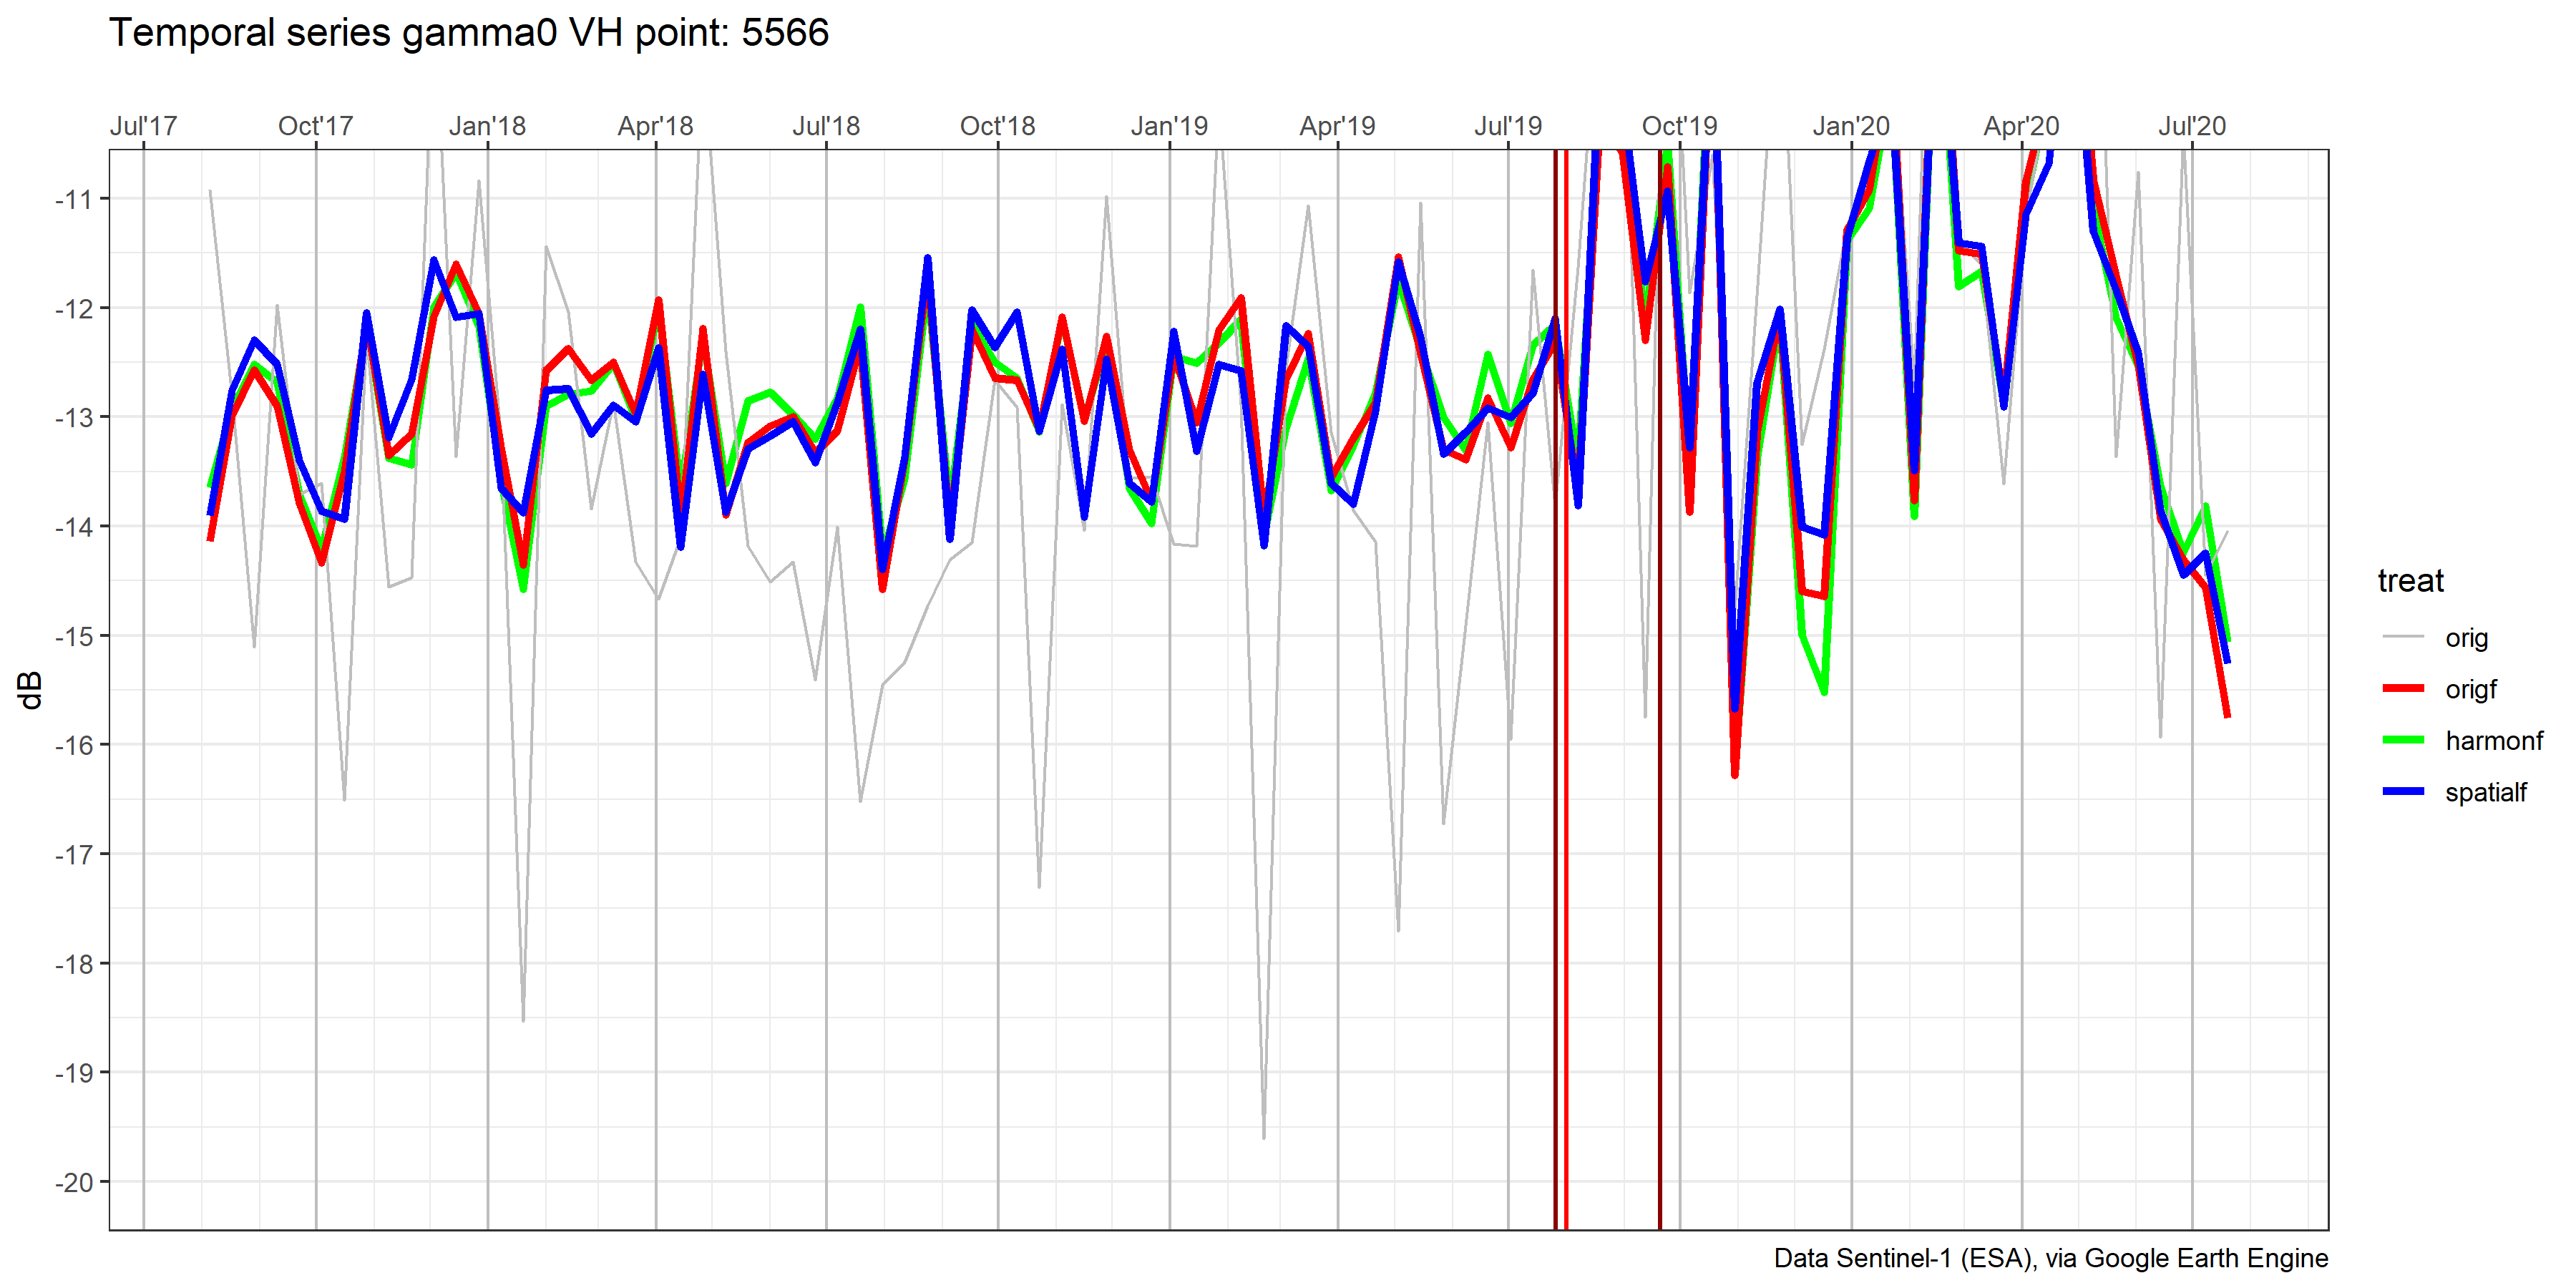 Temporal series gamma0 VH point: 5566
Jul'17 Oct'17 Jan'18 Apr'18 Jul'18 Oct'18 Jan'19 Apr'19 Jul'19 Oct'19 Jan'20 Apr'20 Jul'20
-11
-12
-13
-14
-15
-16
-17
-18
-19
-20
dB
treat
orig
origf
harmonf
spatialf
Data Sentinel-1 (ESA), via Google Earth Engine